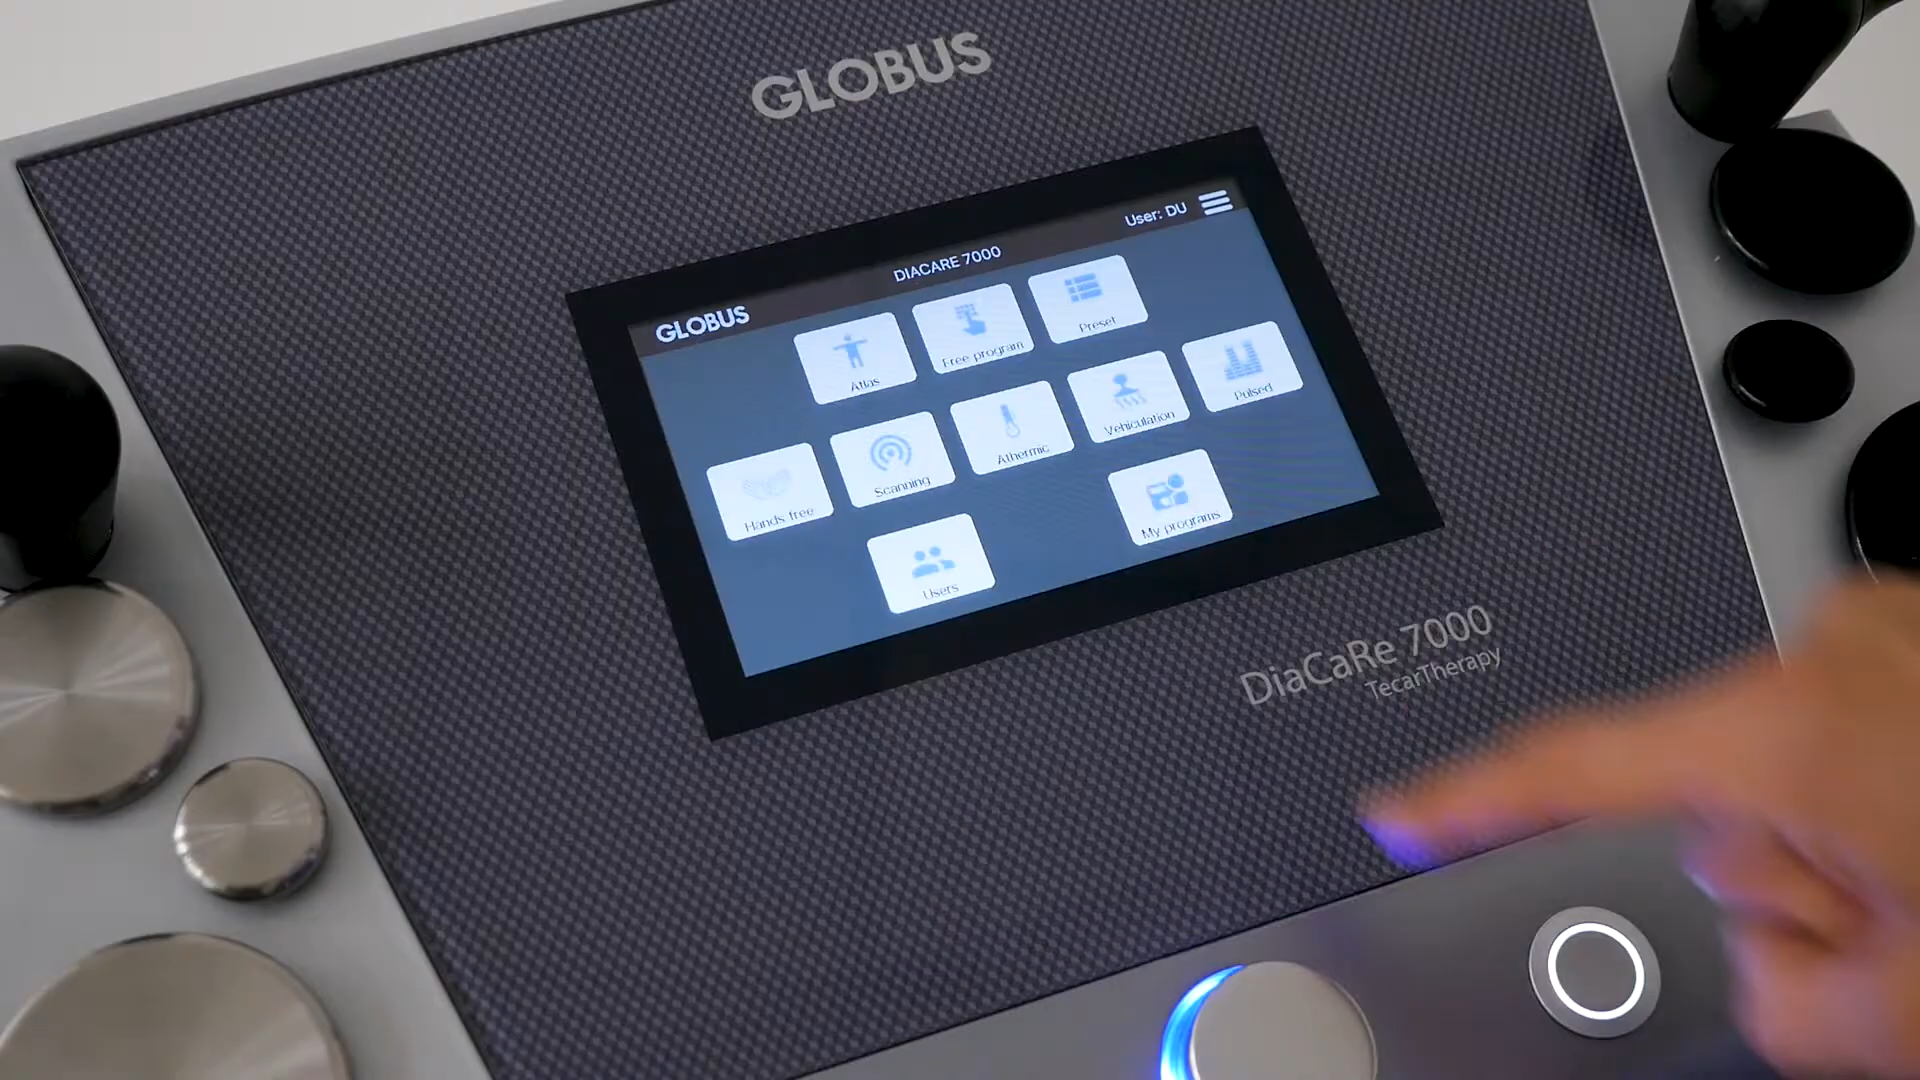 GLOBUS
User: DU
DIACARE 7000
GLOBUS
Atlas
Free program
Preset
Hands free
Scanning
Athermic
Vehiculation
Pulsed
Users
My programs
DiaCaRe 7000
TecarTherapy